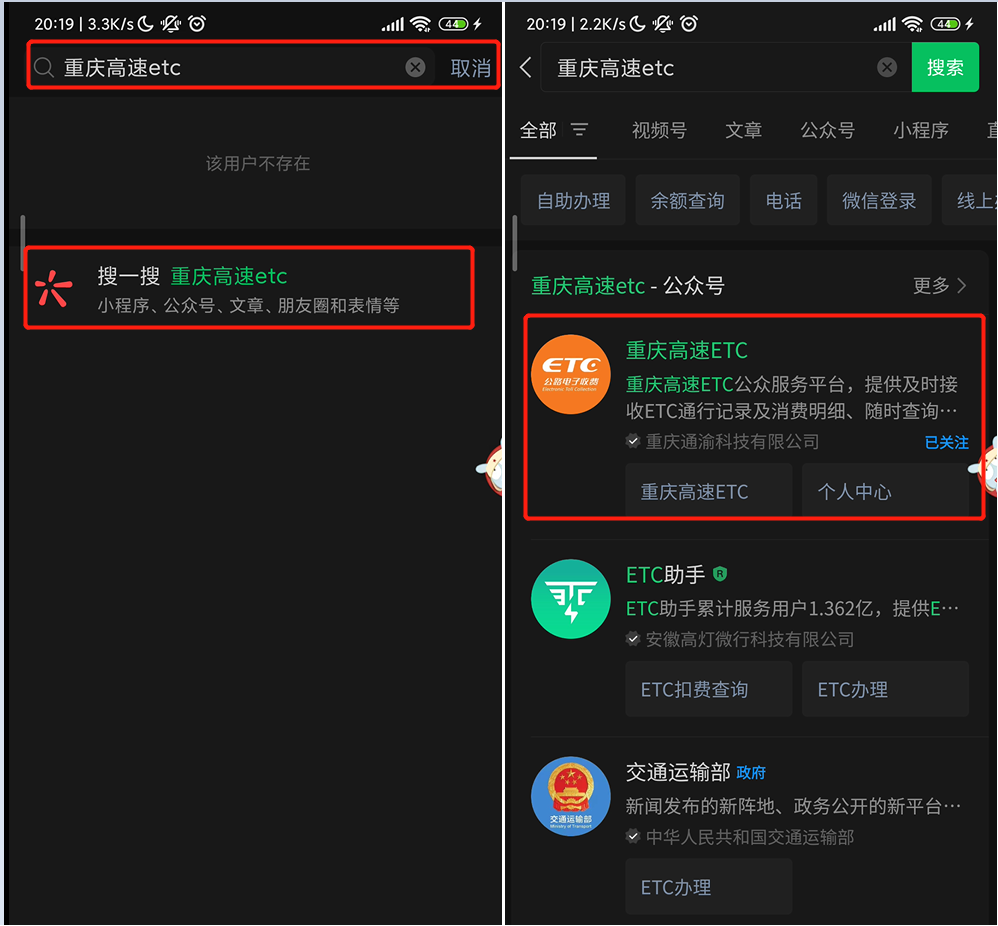 20:19 | 3.3K/s
44
重庆高速etc
取消
该用户不存在
搜一搜 重庆高速etc
小程序、公众号、文章、朋友圈和表情等
20:19 | 2.2K/s
44
重庆高速etc
搜索
全部 视频号 文章 公众号 小程序
自助办理 余额查询 电话 微信登录 线上
重庆高速etc - 公众号
更多
ETC
公路电子收费
Electronic Toll Collection
重庆高速ETC
重庆高速ETC公众服务平台，提供及时接
收ETC通行记录及消费明细、随时查询…
重庆通渝科技有限公司
已关注
重庆高速ETC 个人中心
ETC助手 R
ETC助手累计服务用户1.362亿，提供E…
安徽高灯微行科技有限公司
ETC扣费查询 ETC办理
交通运输部
Ministry of Transport
交通运输部 政府
新闻发布的新阵地、政务公开的新平台…
中华人民共和国交通运输部
ETC办理